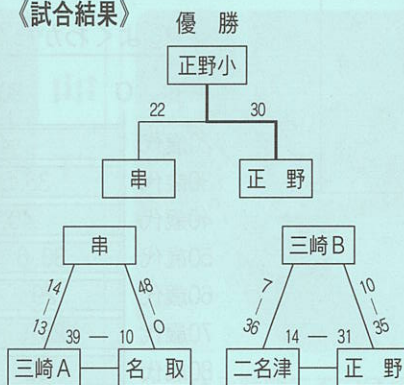 《試合結果》
優 勝
正野小
22 30
串 正 野
串 三崎B
14―13 48―0 7―36 10―35
39 ― 10 14 ― 31
三崎A 名 取 二名津 正 野